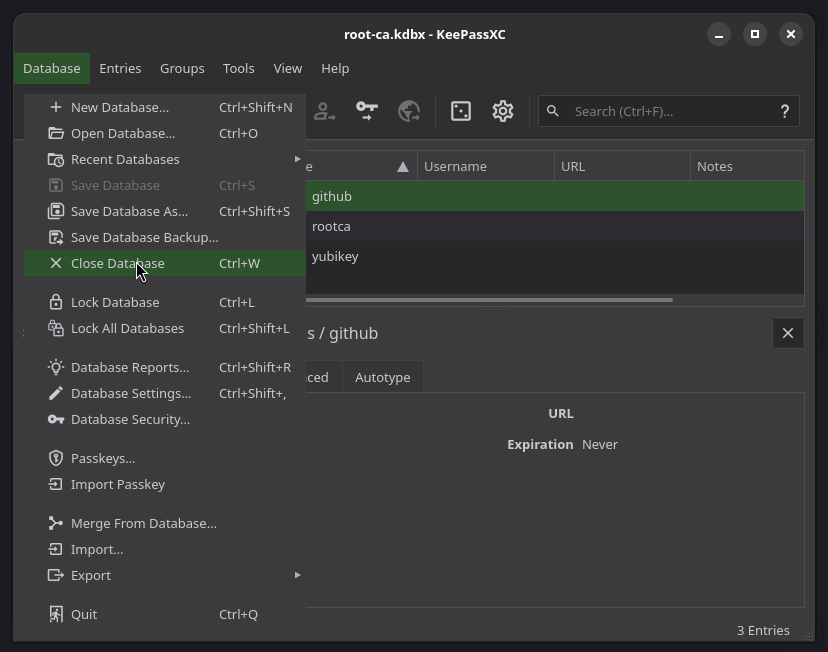 root-ca.kdbx - KeePassXC
Database Entries Groups Tools View Help
Search (Ctrl+F)... ?
New Database... Ctrl+Shift+N
Open Database... Ctrl+O
Recent Databases
Save Database Ctrl+S
Save Database As... Ctrl+Shift+S
Save Database Backup...
Close Database Ctrl+W
Lock Database Ctrl+L
Lock All Databases Ctrl+Shift+L
Database Reports... Ctrl+Shift+R
Database Settings... Ctrl+Shift+,
Database Security...
Passkeys...
Import Passkey
Merge From Database...
Import...
Export
Quit Ctrl+Q
Username URL Notes
github
rootca
yubikey
/ github
Autotype
URL
Expiration Never
3 Entries